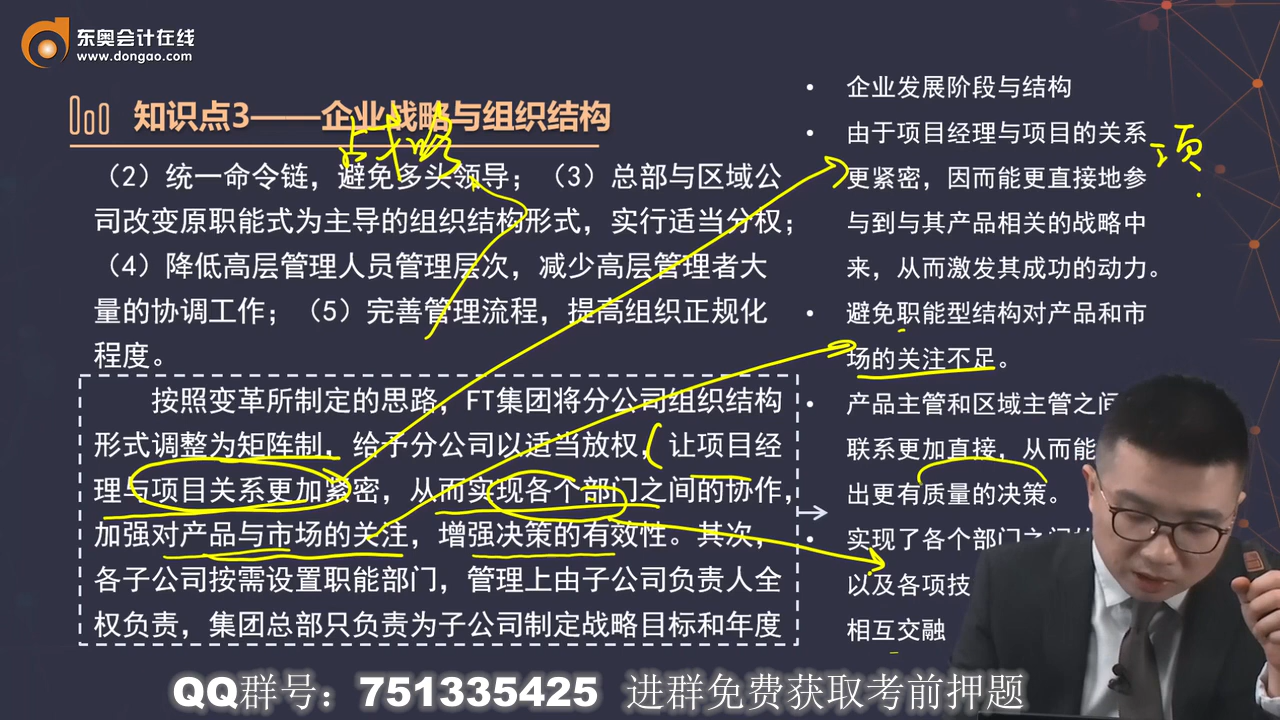 东奥会计在线
www.dongao.com
知识点3——企业战略与组织结构
战略
（2）统一命令链，避免多头领导；（3）总部与区域公
司改变原职能式为主导的组织结构形式，实行适当分权；
（4）降低高层管理人员管理层次，减少高层管理者大
量的协调工作；（5）完善管理流程，提高组织正规化
程度。
按照变革所制定的思路，FT集团将分公司组织结构
形式调整为矩阵制，给予分公司以适当放权，让项目经
理与项目关系更加紧密，从而实现各个部门之间的协作，
加强对产品与市场的关注，增强决策的有效性。其次，
各子公司按需设置职能部门，管理上由子公司负责人全
权负责，集团总部只负责为子公司制定战略目标和年度
• 企业发展阶段与结构
• 由于项目经理与项目的关系
更紧密，因而能更直接地参
与到与其产品相关的战略中
来，从而激发其成功的动力。
• 避免职能型结构对产品和市
场的关注不足。
• 产品主管和区域主管之间
联系更加直接，从而能
出更有质量的决策。
• 实现了各个部门之间的
以及各项技
相互交融
项
QQ群号：751335425 进群免费获取考前押题